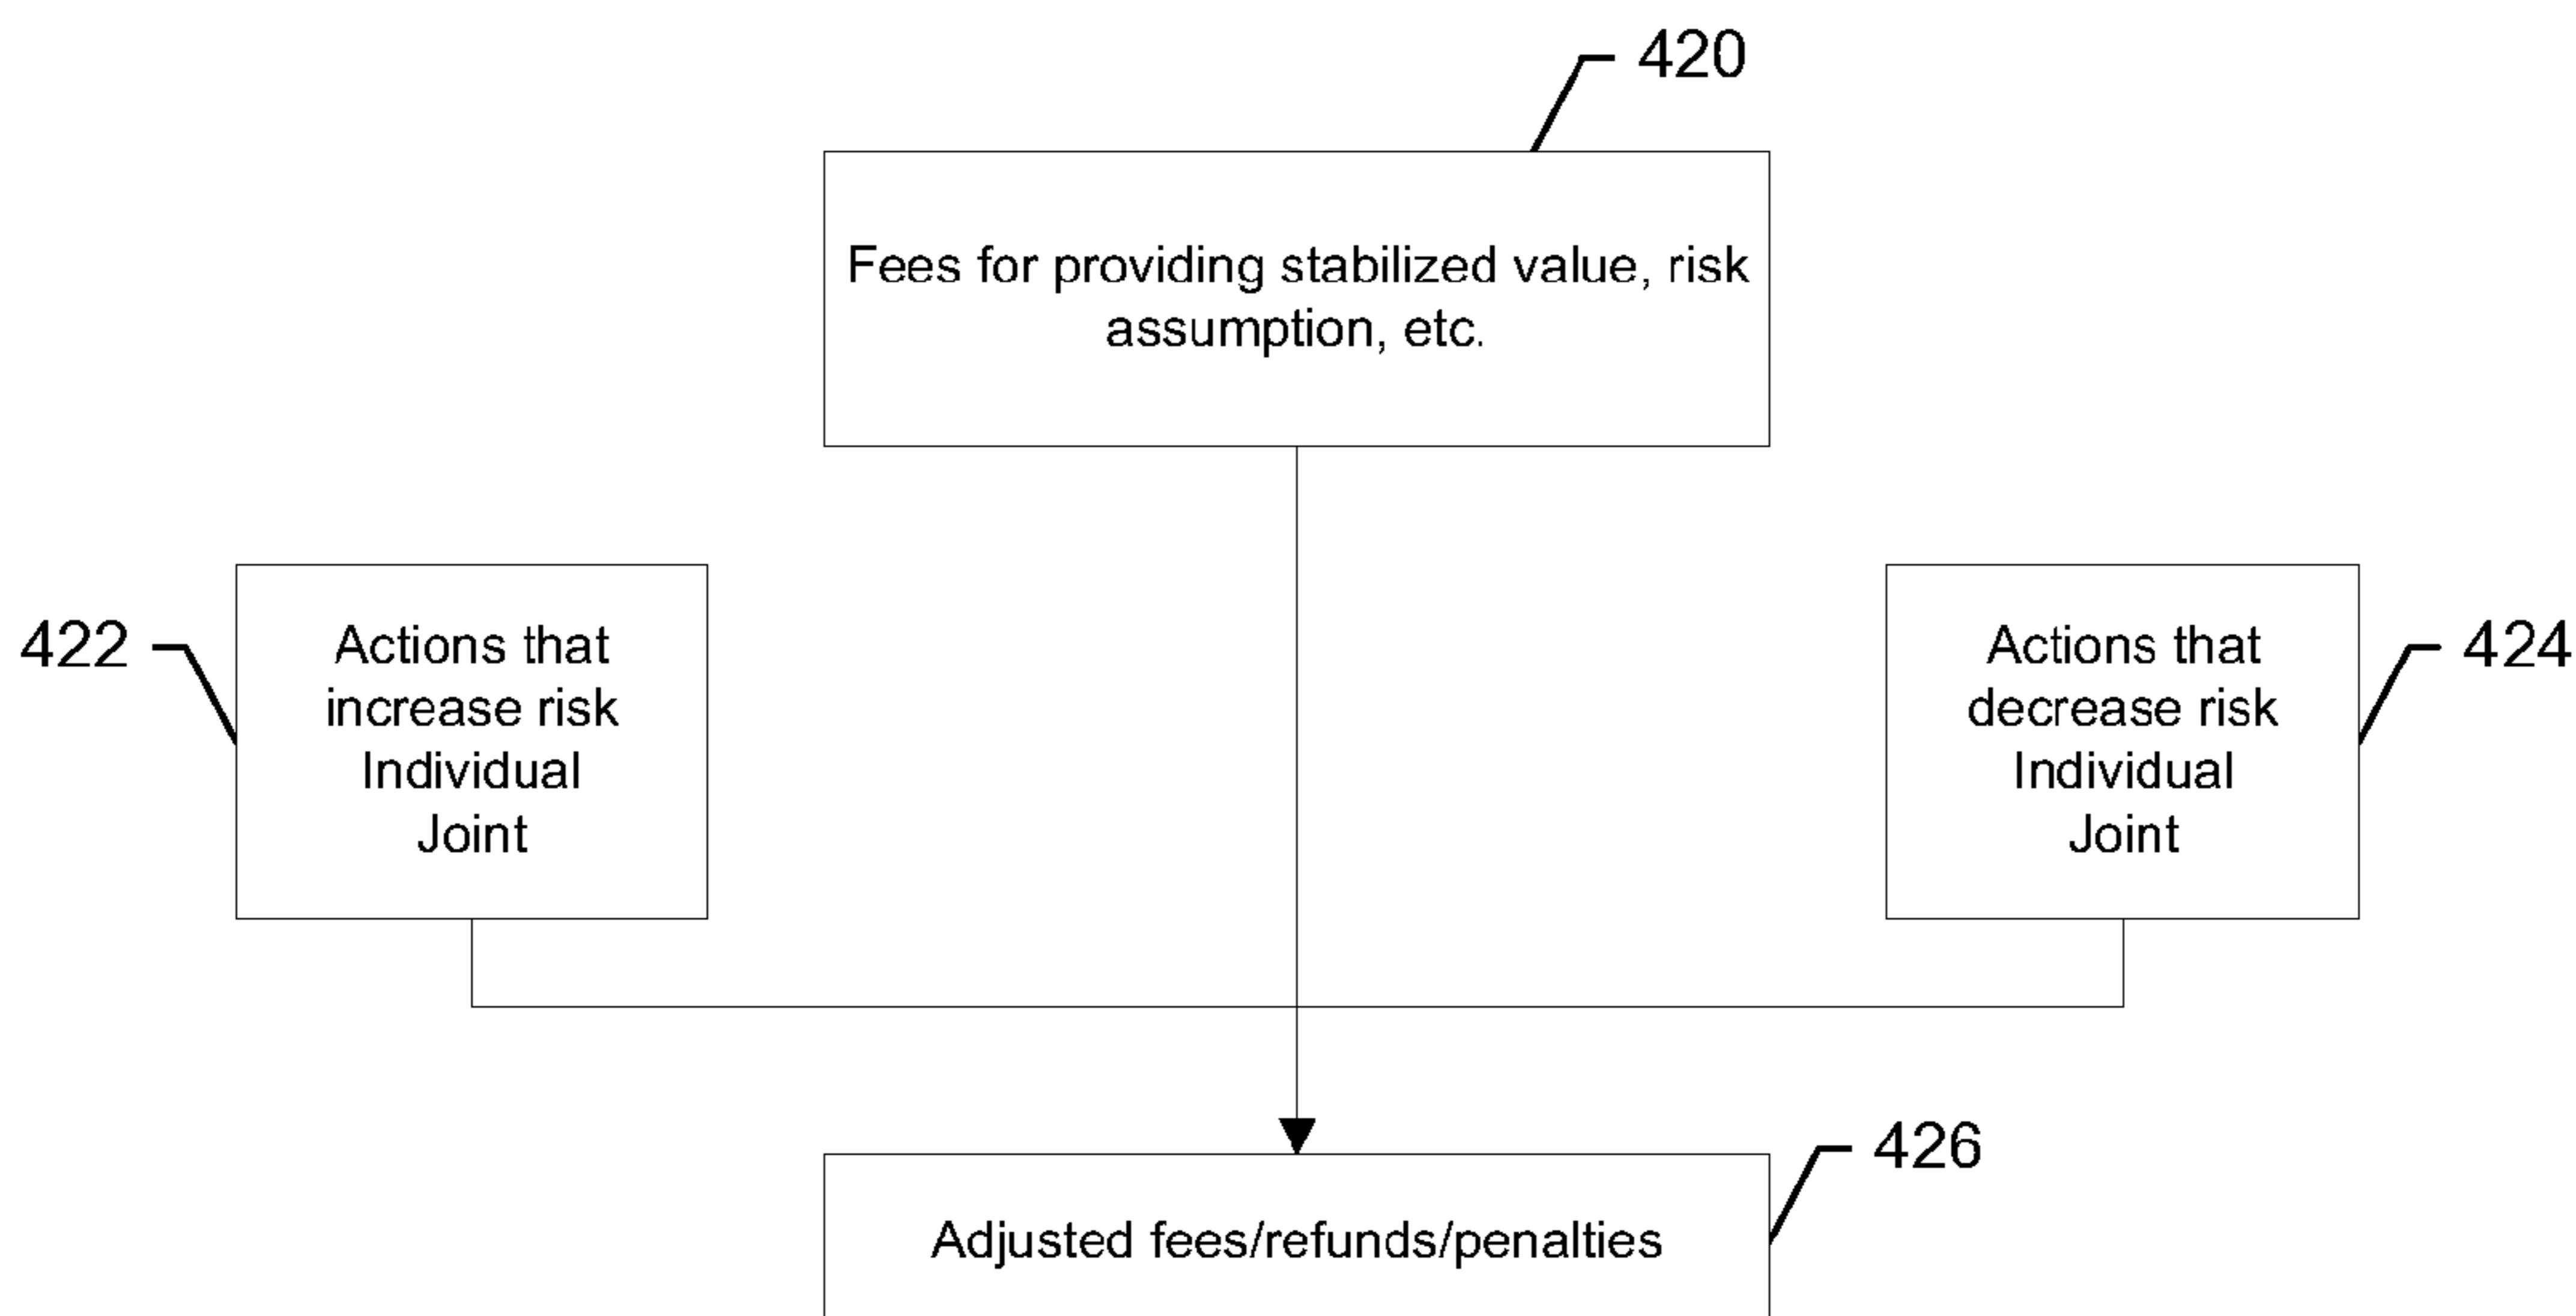 420
Fees for providing stabilized value, risk
assumption, etc.
422
Actions that
increase risk
Individual
Joint
Actions that
decrease risk
Individual
Joint
424
426
Adjusted fees/refunds/penalties